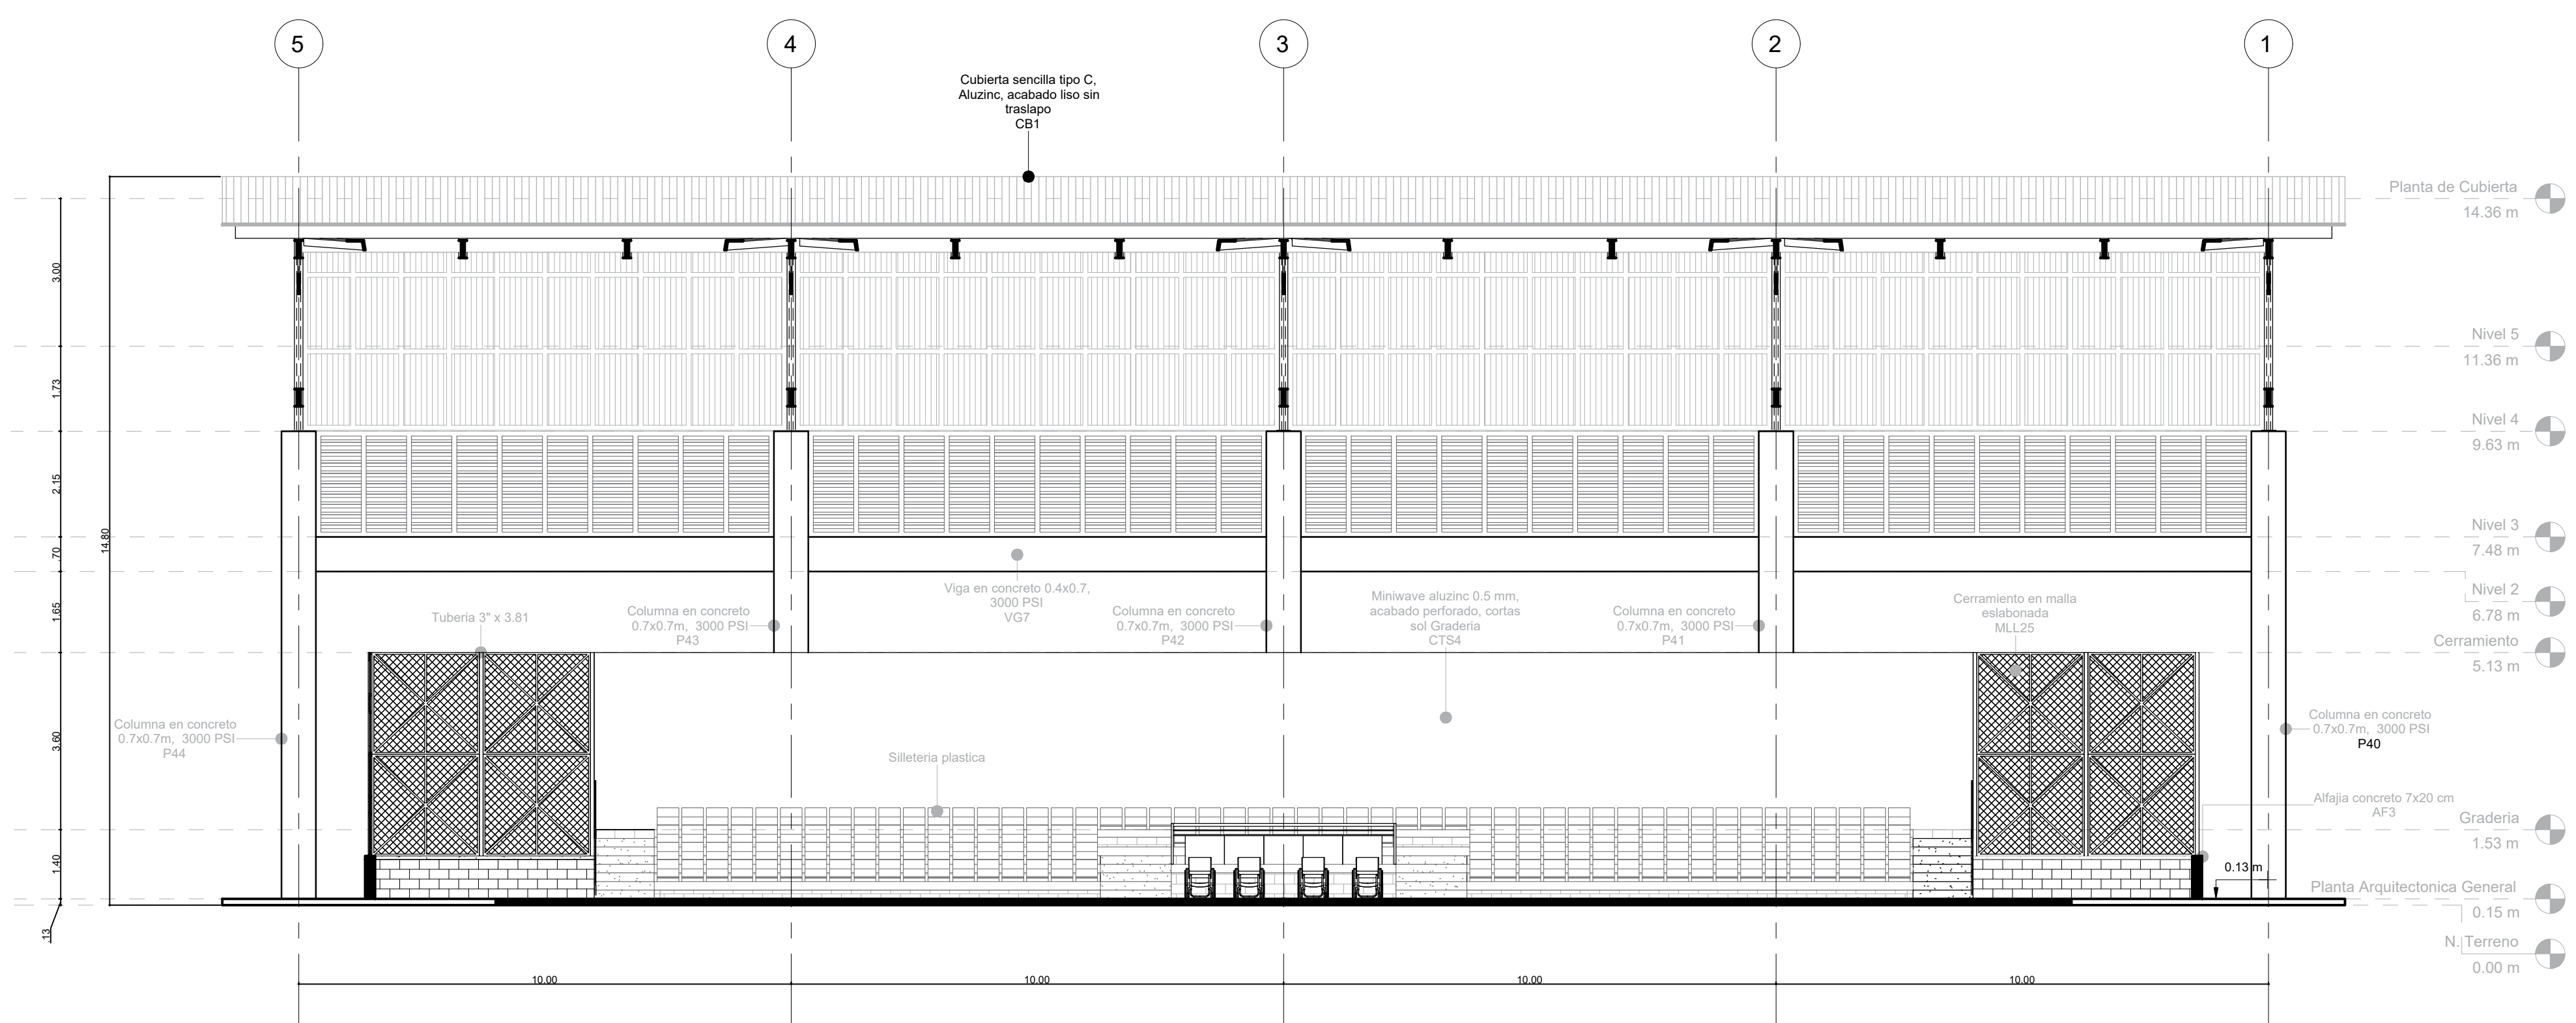 5
4
3
2
1
Cubierta sencilla tipo C,
Aluzinc, acabado liso sin
traslapo
CB1
Planta de Cubierta
14.36 m
3.00
Nivel 5
11.36 m
1.73
Nivel 4
9.63 m
2.15
14.80
Nivel 3
7.48 m
.70
Viga en concreto 0.4x0.7,
3000 PSI
VG7
Nivel 2
6.78 m
1.65
Tuberia 3" x 3.81
Columna en concreto
0.7x0.7m, 3000 PSI
P43
Columna en concreto
0.7x0.7m, 3000 PSI
P42
Miniwave aluzinc 0.5 mm,
acabado perforado, cortas
sol Graderia
CTS4
Columna en concreto
0.7x0.7m, 3000 PSI
P41
Cerramiento en malla
eslabonada
MLL25
Cerramiento
5.13 m
3.60
Columna en concreto
0.7x0.7m, 3000 PSI
P44
Columna en concreto
0.7x0.7m, 3000 PSI
P40
Silleteria plastica
Alfajia concreto 7x20 cm
AF3
Graderia
1.53 m
1.40
0.13 m
Planta Arquitectonica General
0.15 m
.13
N. Terreno
0.00 m
10.00
10.00
10.00
10.00